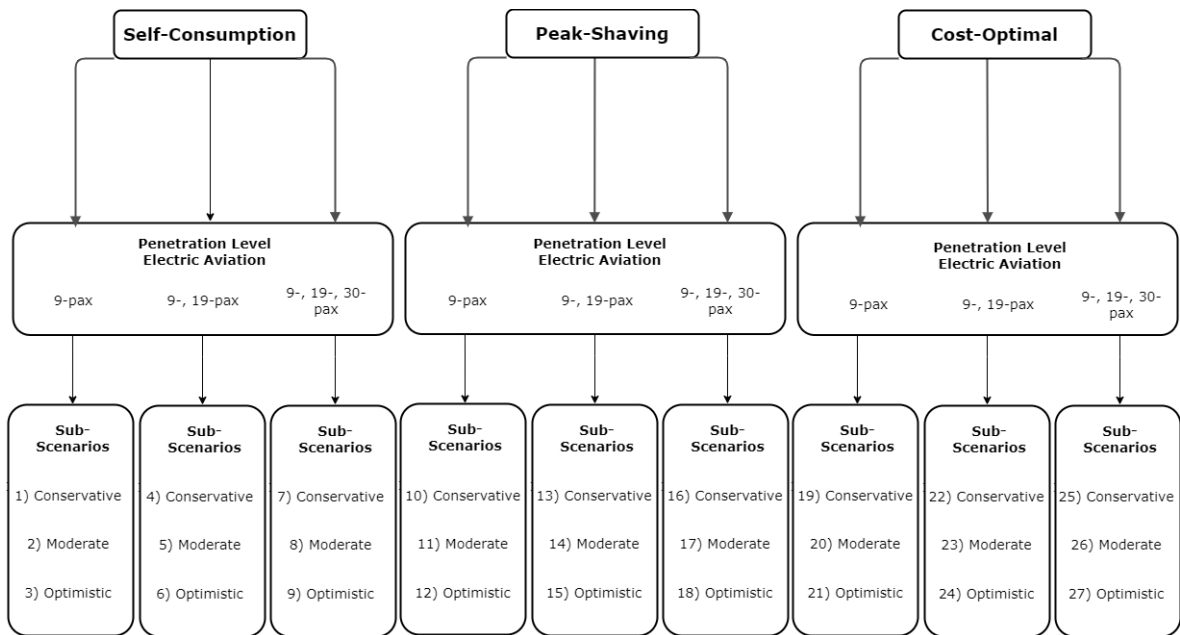 Self-Consumption
Peak-Shaving
Cost-Optimal
Penetration Level
Electric Aviation
9-pax
9-, 19-pax
9-, 19-, 30-
pax
Penetration Level
Electric Aviation
9-pax
9-, 19-pax
9-, 19-, 30-
pax
Penetration Level
Electric Aviation
9-pax
9-, 19-pax
9-, 19-, 30-
pax
Sub-
Scenarios
1) Conservative
2) Moderate
3) Optimistic
Sub-
Scenarios
4) Conservative
5) Moderate
6) Optimistic
Sub-
Scenarios
7) Conservative
8) Moderate
9) Optimistic
Sub-
Scenarios
10) Conservative
11) Moderate
12) Optimistic
Sub-
Scenarios
13) Conservative
14) Moderate
15) Optimistic
Sub-
Scenarios
16) Conservative
17) Moderate
18) Optimistic
Sub-
Scenarios
19) Conservative
20) Moderate
21) Optimistic
Sub-
Scenarios
22) Conservative
23) Moderate
24) Optimistic
Sub-
Scenarios
25) Conservative
26) Moderate
27) Optimistic